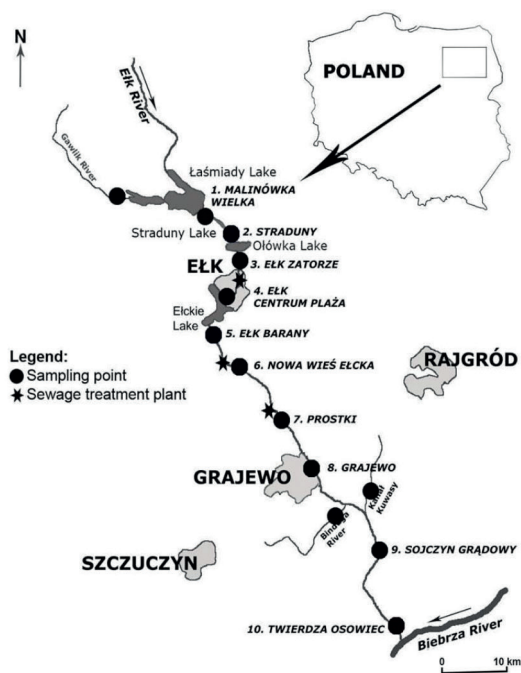 N
POLAND
Ełk River
Gawlik River
Łaśmiady Lake
1. MALINÓWKA
WIELKA
Straduny Lake
2. STRADUNY
Ołówka Lake
3. EŁK ZATORZE
EŁK
4. EŁK
CENTRUM PLAŻA
Ełckie
Lake
5. EŁK BARANY
Legend:
Sampling point
Sewage treatment plant
6. NOWA WIEŚ EŁCKA
RAJGRÓD
7. PROSTKI
GRAJEWO
8. GRAJEWO
Kanał
Kuwasy
Binduga
River
SZCZUCZYN
9. SOJCZYN GRĄDOWY
10. TWIERDZA OSOWIEC
Biebrza River
0 10 km